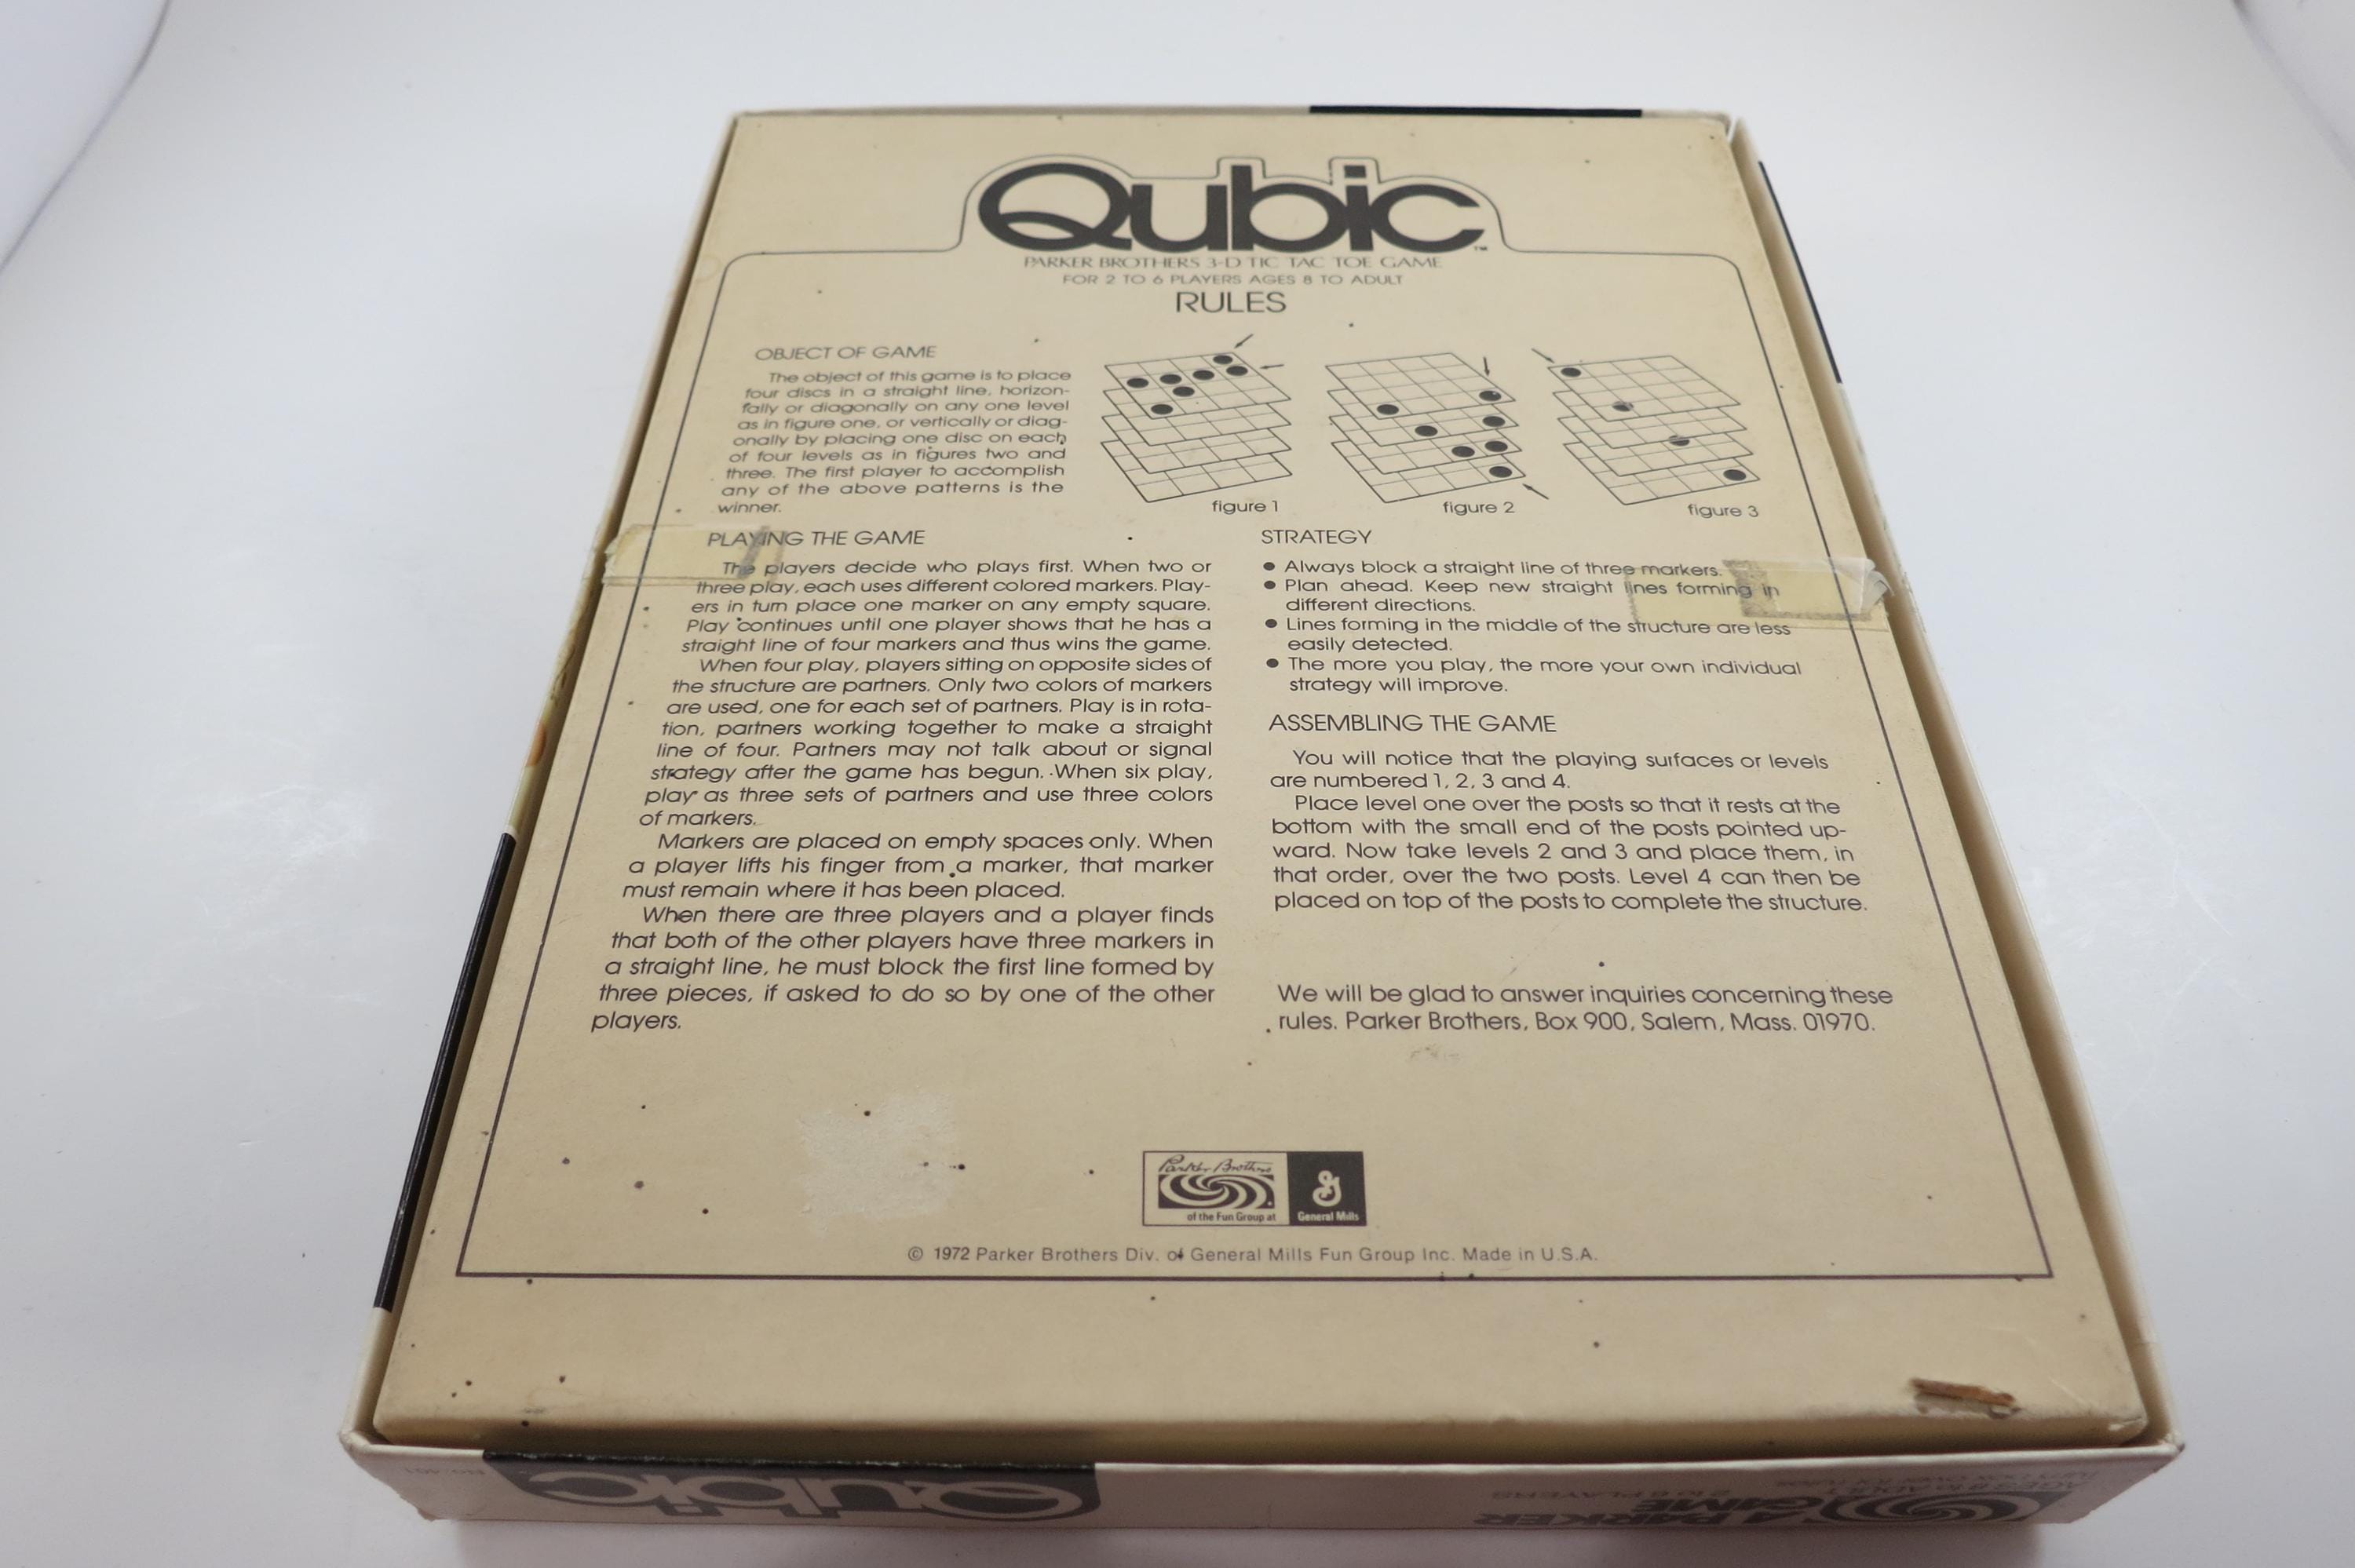 Qubic™
PARKER BROTHERS 3-D TIC TAC TOE GAME
FOR 2 TO 6 PLAYERS AGES 8 TO ADULT
RULES
OBJECT OF GAME
The object of this game is to place
four discs in a straight line, horizon-
tally or diagonally on any one level
as in figure one, or vertically or diag-
onally by placing one disc on each
of four levels as in figures two and
three. The first player to accomplish
any of the above patterns is the
winner.
figure 1
figure 2
figure 3
PLAYING THE GAME
The players decide who plays first. When two or
three play, each uses different colored markers. Play-
ers in turn place one marker on any empty square.
Play continues until one player shows that he has a
straight line of four markers and thus wins the game.
When four play, players sitting on opposite sides of
the structure are partners. Only two colors of markers
are used, one for each set of partners. Play is in rota-
tion, partners working together to make a straight
line of four. Partners may not talk about or signal
strategy after the game has begun. When six play,
play as three sets of partners and use three colors
of markers.
Markers are placed on empty spaces only. When
a player lifts his finger from a marker, that marker
must remain where it has been placed.
When there are three players and a player finds
that both of the other players have three markers in
a straight line, he must block the first line formed by
three pieces, if asked to do so by one of the other
players.
STRATEGY
● Always block a straight line of three markers.
● Plan ahead. Keep new straight lines forming in
different directions.
● Lines forming in the middle of the structure are less
easily detected.
● The more you play, the more your own individual
strategy will improve.
ASSEMBLING THE GAME
You will notice that the playing surfaces or levels
are numbered 1, 2, 3 and 4.
Place level one over the posts so that it rests at the
bottom with the small end of the posts pointed up-
ward. Now take levels 2 and 3 and place them, in
that order, over the two posts. Level 4 can then be
placed on top of the posts to complete the structure.
We will be glad to answer inquiries concerning these
rules. Parker Brothers, Box 900, Salem, Mass. 01970.
Parker Brothers
of the Fun Group at
General Mills
© 1972 Parker Brothers Div. of General Mills Fun Group Inc. Made in U.S.A.
Qubic
A PARKER
GAME
2 to 6 PLAYERS
AGES 8 to ADULT